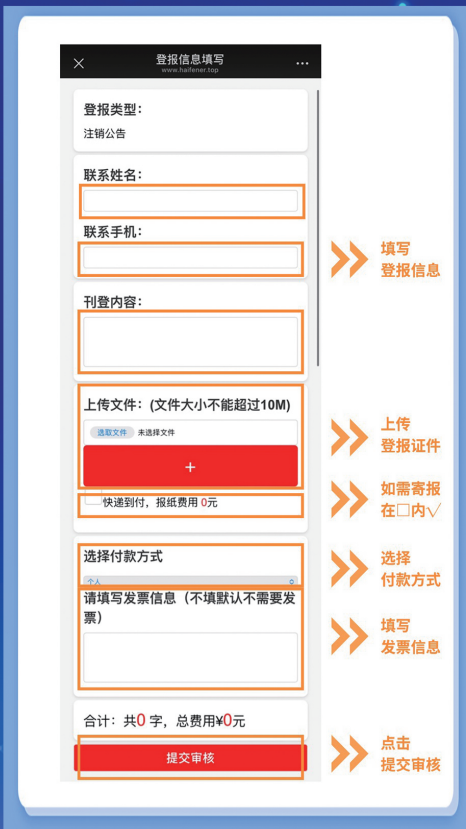 登报信息填写
www.haifener.top
登报类型：
注销公告
联系姓名：
联系手机：
填写
登报信息
刊登内容：
上传文件：(文件大小不能超过10M)
选取文件 未选择文件
+
上传
登报证件
快递到付，报纸费用 0元
如需寄报
在□内√
选择付款方式
个人
选择
付款方式
请填写发票信息（不填默认不需要发
票）
填写
发票信息
合计：共0 字，总费用¥0元
提交审核
点击
提交审核